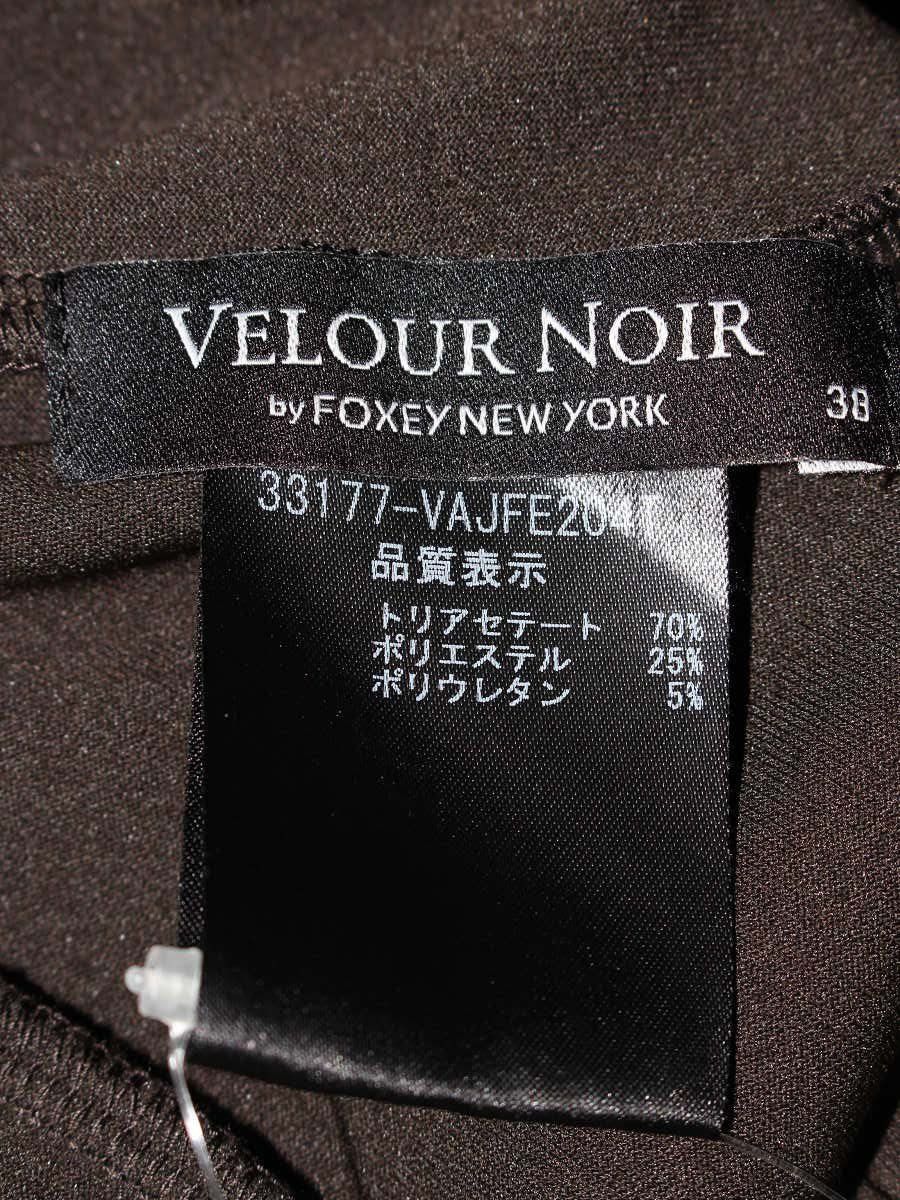 VELOUR NOIR
by FOXEY NEW YORK
38
品質表示
トリアセテート 70%
ポリエステル 25%
ポリウレタン 5%